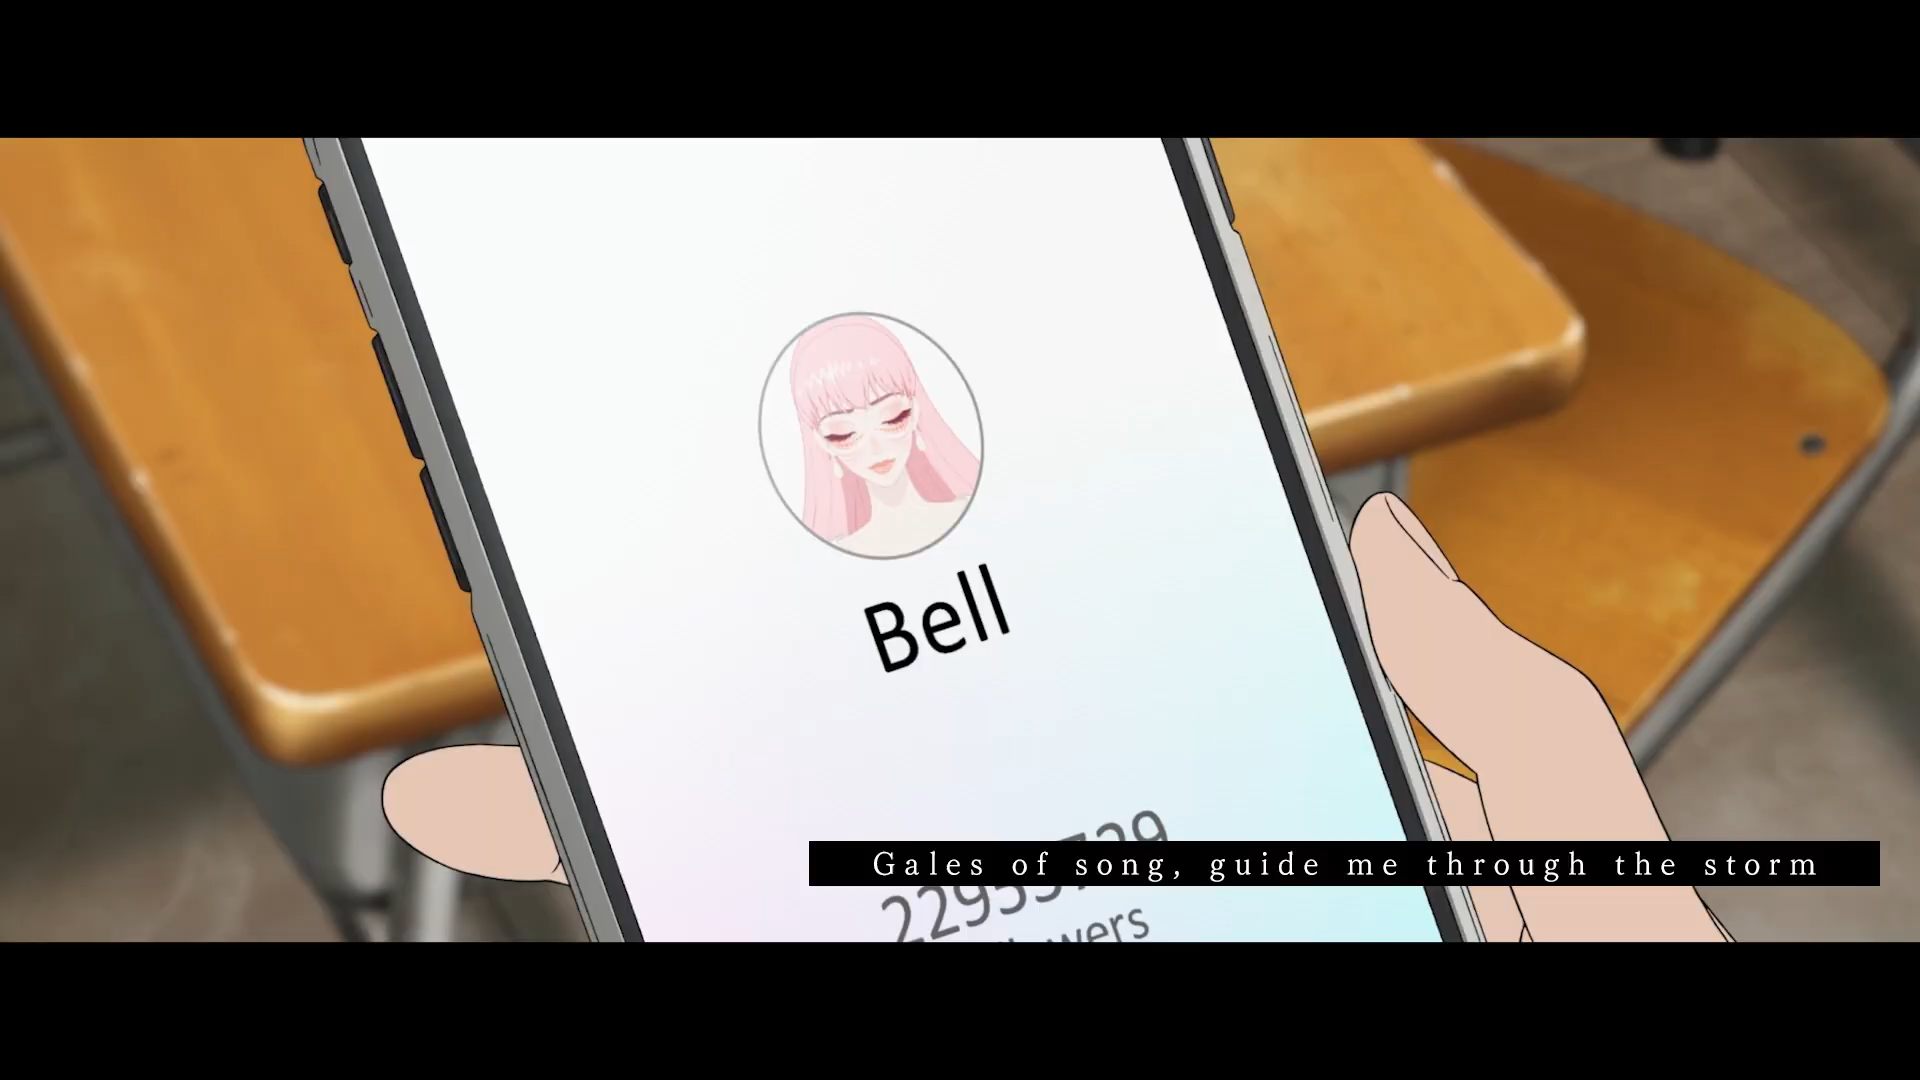 Bell
Gales of song, guide me through the storm